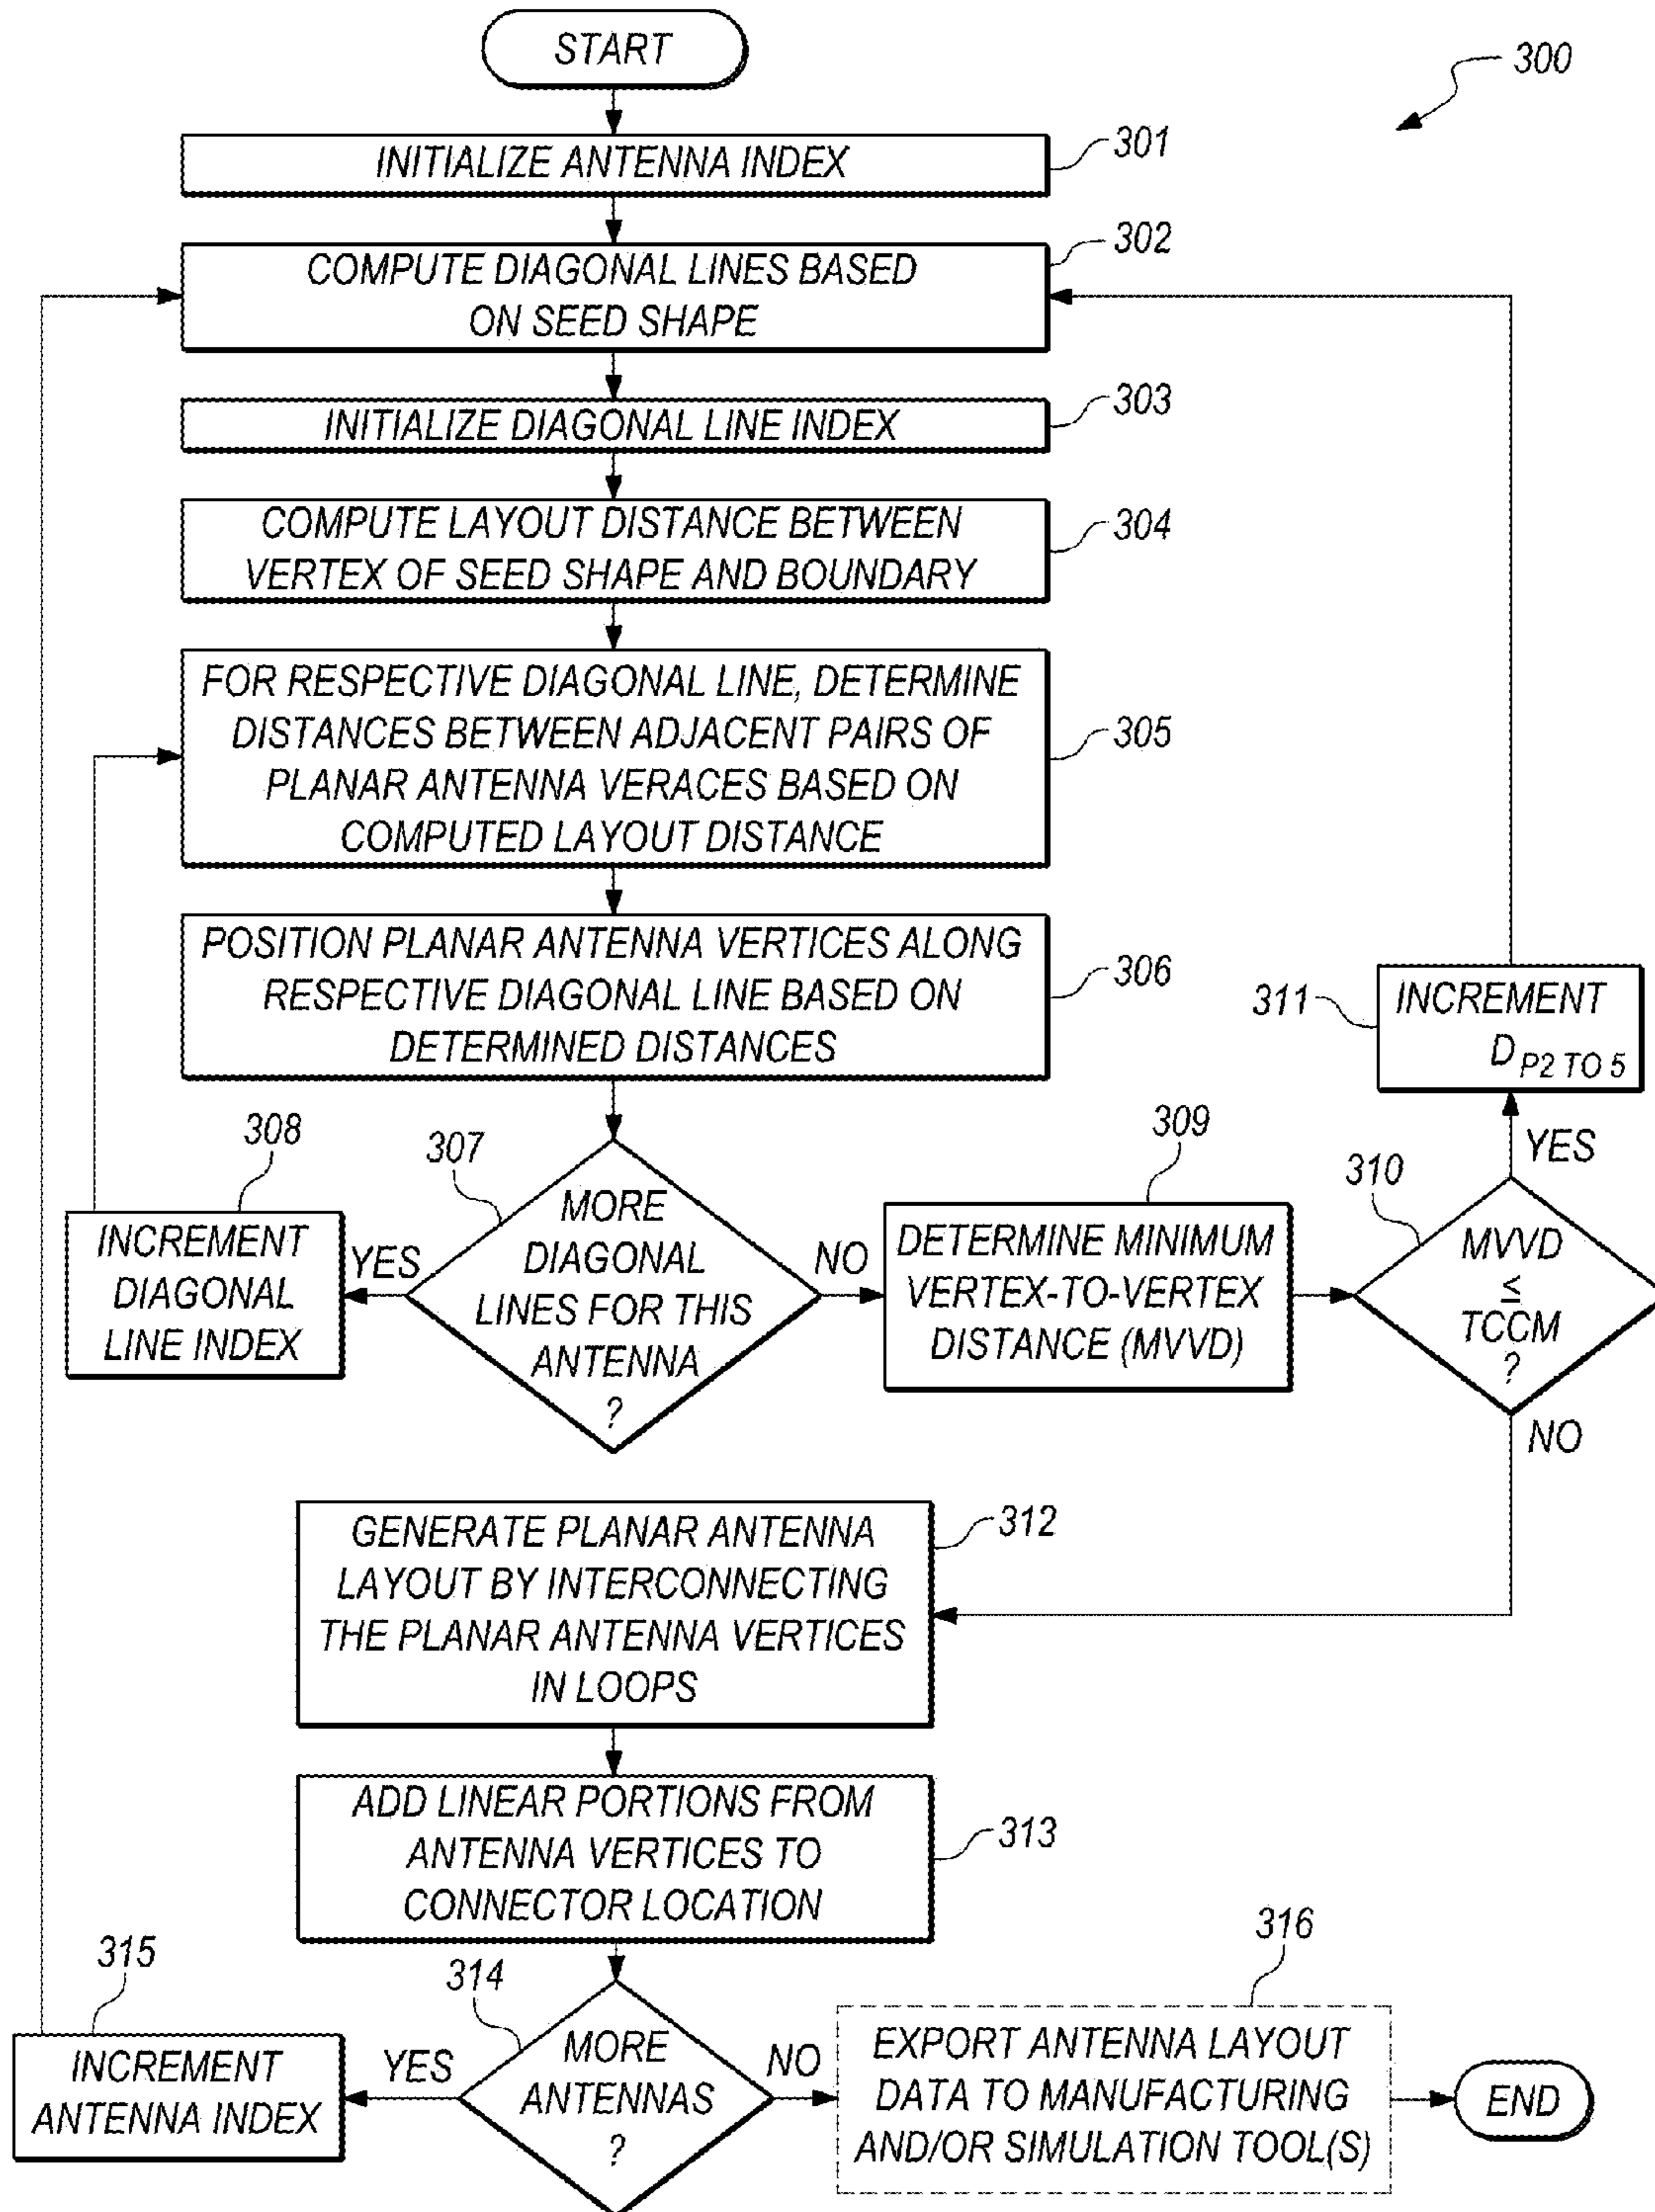 START
300
INITIALIZE ANTENNA INDEX
301
COMPUTE DIAGONAL LINES BASED
ON SEED SHAPE
302
INITIALIZE DIAGONAL LINE INDEX
303
COMPUTE LAYOUT DISTANCE BETWEEN
VERTEX OF SEED SHAPE AND BOUNDARY
304
FOR RESPECTIVE DIAGONAL LINE, DETERMINE
DISTANCES BETWEEN ADJACENT PAIRS OF
PLANAR ANTENNA VERACES BASED ON
COMPUTED LAYOUT DISTANCE
305
POSITION PLANAR ANTENNA VERTICES ALONG
RESPECTIVE DIAGONAL LINE BASED ON
DETERMINED DISTANCES
306
311
INCREMENT
D P2 TO 5
308
INCREMENT
DIAGONAL
LINE INDEX
YES
307
MORE
DIAGONAL
LINES FOR THIS
ANTENNA
?
NO
309
DETERMINE MINIMUM
VERTEX-TO-VERTEX
DISTANCE (MVVD)
310
YES
MVVD
≤
TCCM
?
NO
GENERATE PLANAR ANTENNA
LAYOUT BY INTERCONNECTING
THE PLANAR ANTENNA VERTICES
IN LOOPS
312
ADD LINEAR PORTIONS FROM
ANTENNA VERTICES TO
CONNECTOR LOCATION
313
315
INCREMENT
ANTENNA INDEX
YES
314
MORE
ANTENNAS
?
NO
316
EXPORT ANTENNA LAYOUT
DATA TO MANUFACTURING
AND/OR SIMULATION TOOL(S)
END